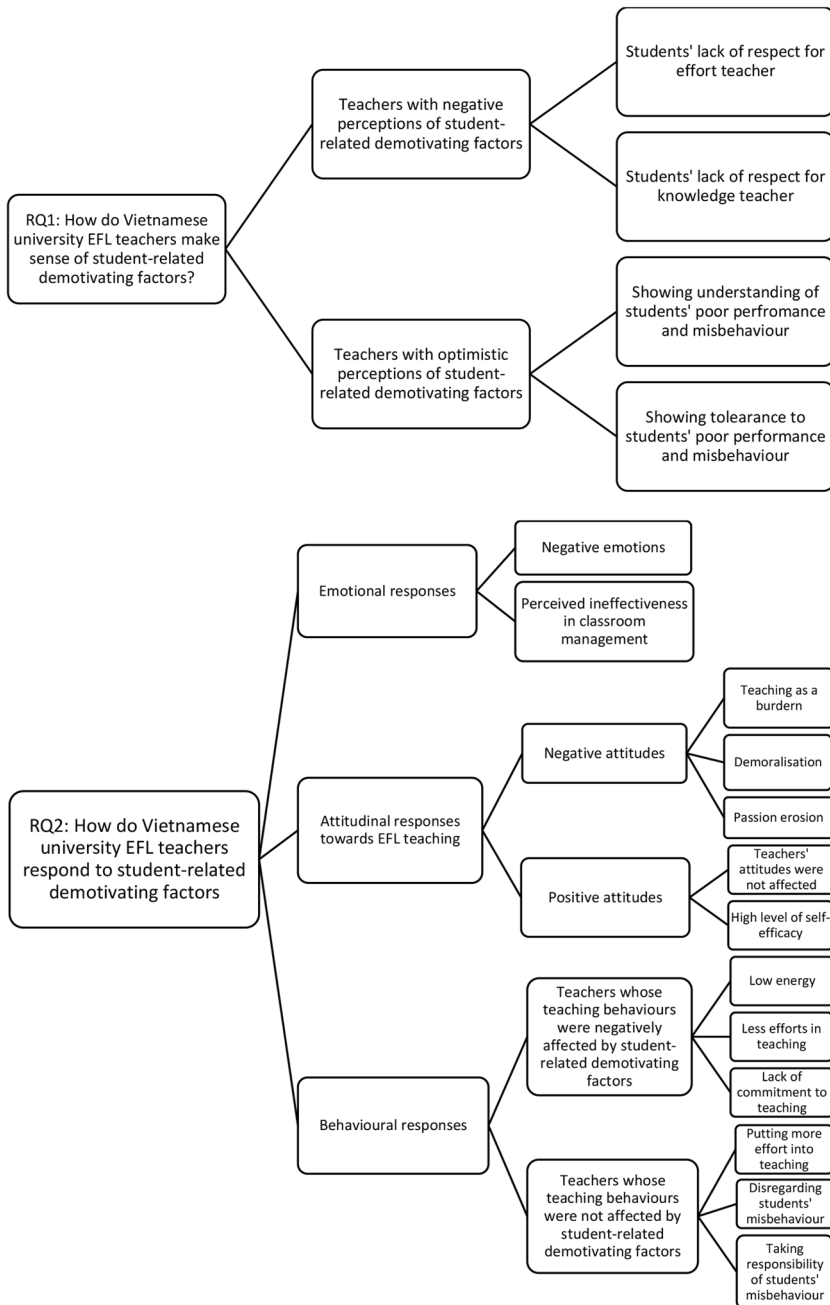 RQ1: How do Vietnamese
university EFL teachers make
sense of student-related
demotivating factors?
Teachers with negative
perceptions of student-
related demotivating factors
Students' lack of respect for
effort teacher
Students' lack of respect for
knowledge teacher
Teachers with optimistic
perceptions of student-
related demotivating factors
Showing understanding of
students' poor perfromance
and misbehaviour
Showing tolearance to
students' poor performance
and misbehaviour
RQ2: How do Vietnamese
university EFL teachers
respond to student-related
demotivating factors
Emotional responses
Negative emotions
Perceived ineffectiveness
in classroom
management
Attitudinal responses
towards EFL teaching
Negative attitudes
Teaching as a
burdern
Demoralisation
Passion erosion
Positive attitudes
Teachers'
attitudes were
not affected
High level of self-
efficacy
Behavioural responses
Teachers whose
teaching behaviours
were negatively
affected by student-
related demotivating
factors
Low energy
Less efforts in
teaching
Lack of
commitment to
teaching
Teachers whose
teaching behaviours
were not affected by
student-related
demotivating factors
Putting more
effort into
teaching
Disregarding
students'
misbehaviour
Taking
responsibility
of students'
misbehaviour